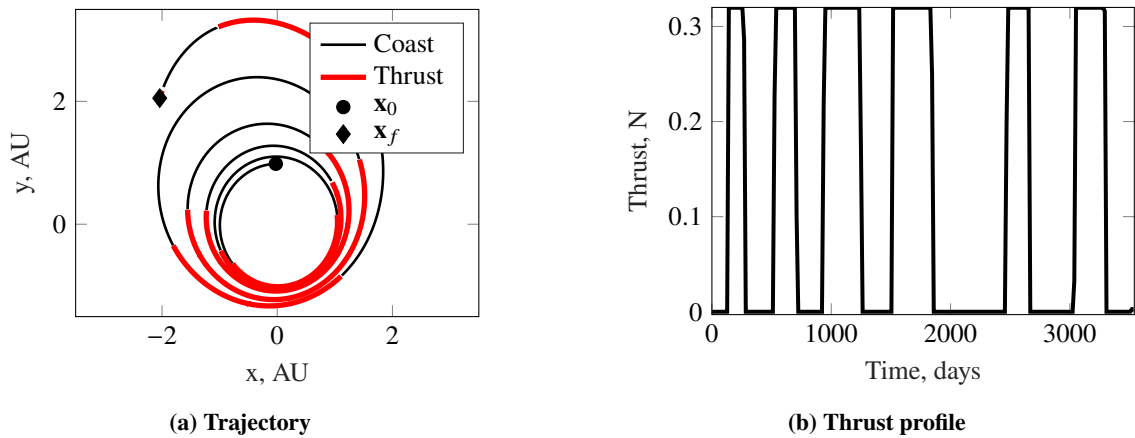 Coast
Thrust
x₀
x_f
2
0
y, AU
−2 0 2
x, AU
(a) Trajectory
0.3
0.2
0.1
0
Thrust, N
0 1000 2000 3000
Time, days
(b) Thrust profile